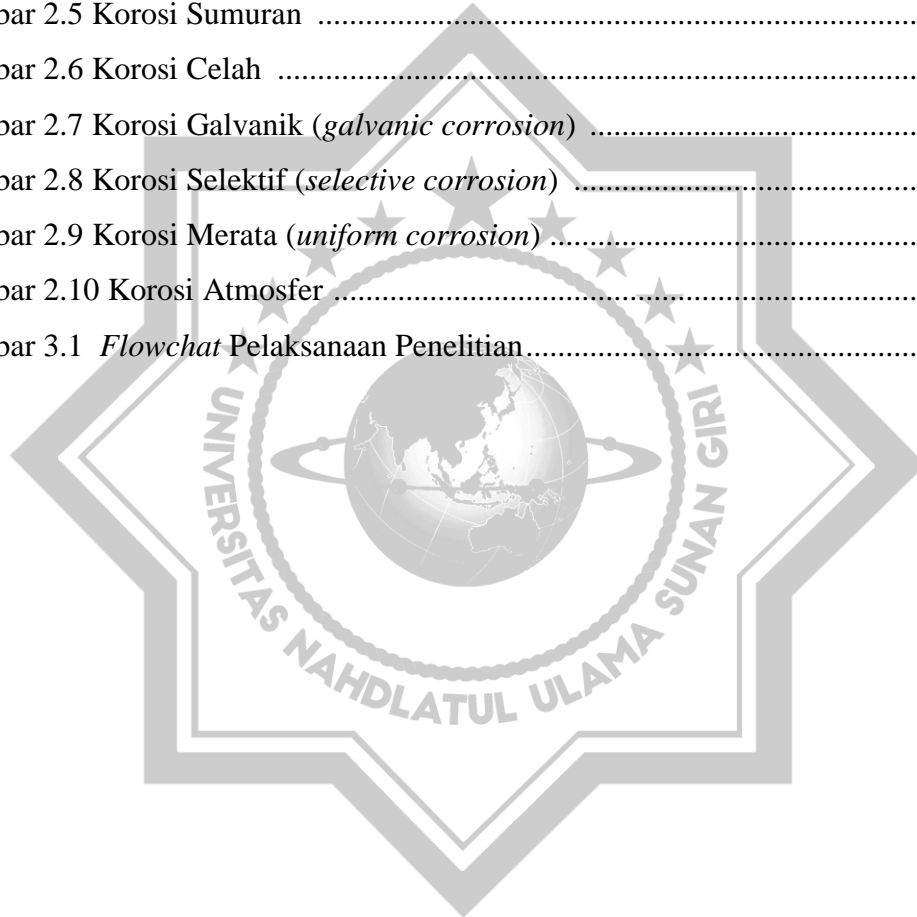 bar 2.5 Korosi Sumuran ........................................................................................
bar 2.6 Korosi Celah ...............................................................................................
bar 2.7 Korosi Galvanik (galvanic corrosion) ................................................
bar 2.8 Korosi Selektif (selective corrosion) ...................................................
bar 2.9 Korosi Merata (uniform corrosion) .......................................................
bar 2.10 Korosi Atmosfer ......................................................................................
bar 3.1 Flowchat Pelaksanaan Penelitian ...........................................................
UNIVERSITAS NAHDLATUL ULAMA SUNAN GIRI